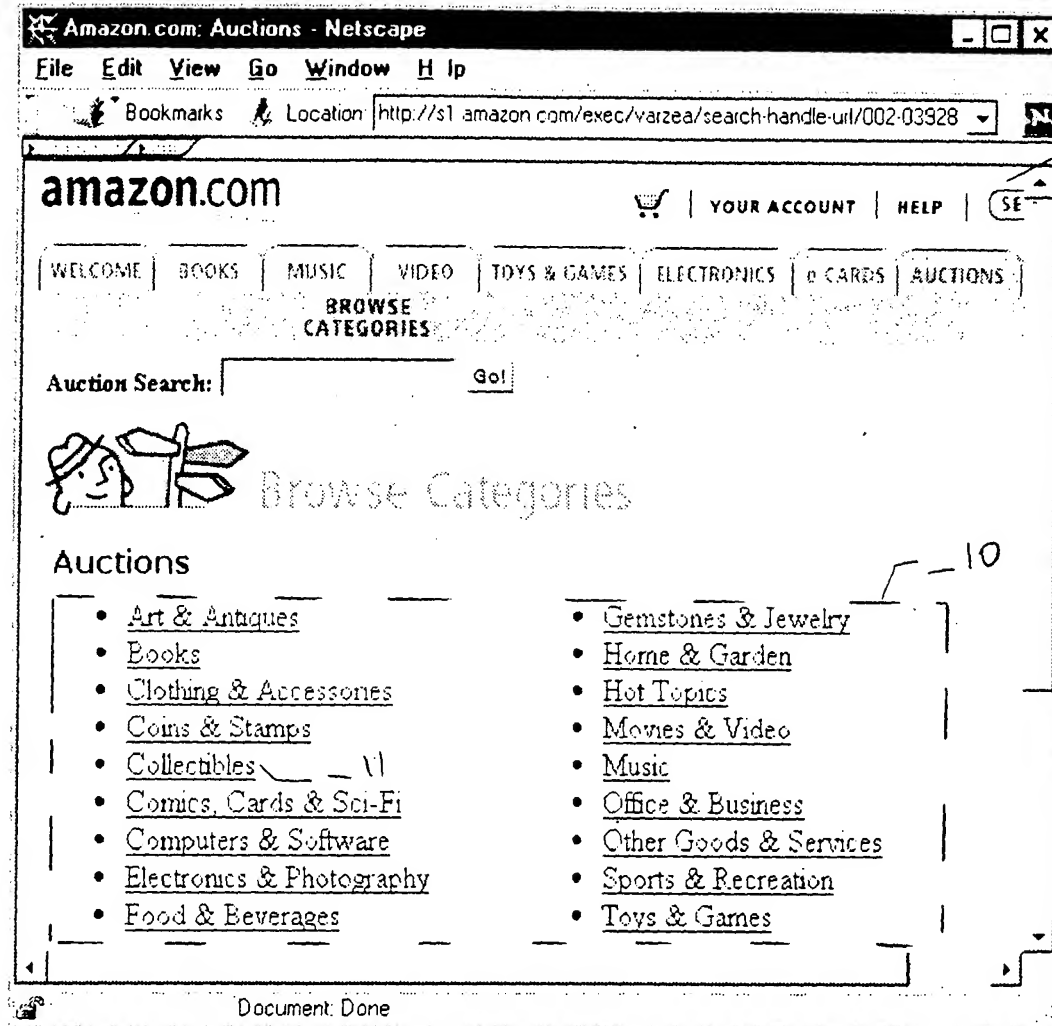 Amazon.com: Auctions - Netscape
File Edit View Go Window H lp
Bookmarks Location: http://s1.amazon.com/exec/varzea/search-handle-url/002-03928 N
amazon.com
YOUR ACCOUNT | HELP | SE
WELCOME BOOKS MUSIC VIDEO TOYS & GAMES ELECTRONICS e-CARDS AUCTIONS
BROWSE
CATEGORIES
Auction Search: Go!
Browse Categories
Auctions
10
• Art & Antiques • Gemstones & Jewelry
• Books • Home & Garden
• Clothing & Accessories • Hot Topics
• Coins & Stamps • Movies & Video
• Collectibles 11 • Music
• Comics, Cards & Sci-Fi • Office & Business
• Computers & Software • Other Goods & Services
• Electronics & Photography • Sports & Recreation
• Food & Beverages • Toys & Games
Document: Done